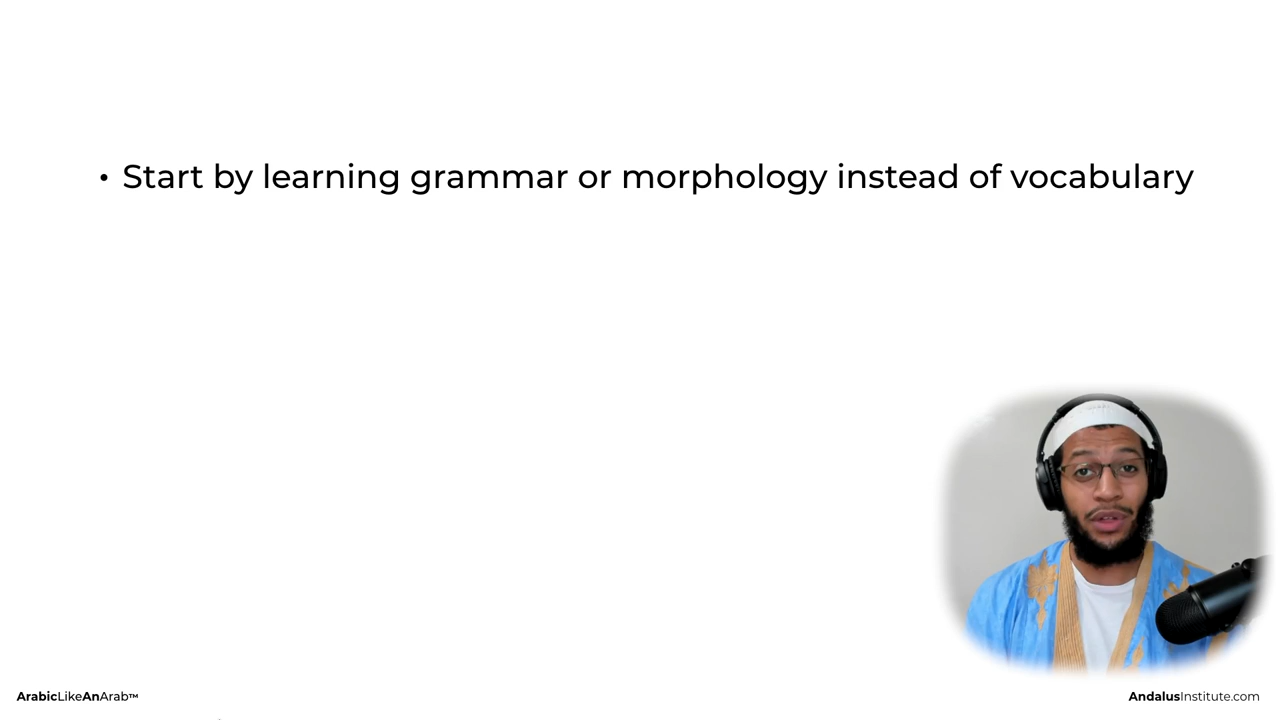 • Start by learning grammar or morphology instead of vocabulary
ArabicLikeAnArab™
AndalusInstitute.com